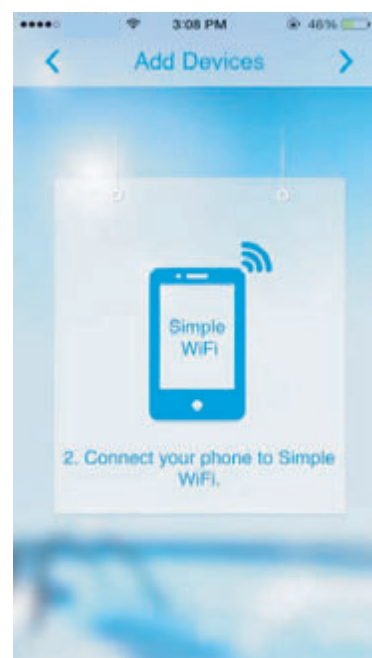 3:08 PM
46%
Add Devices
Simple
WiFi
2. Connect your phone to Simple
WiFi.